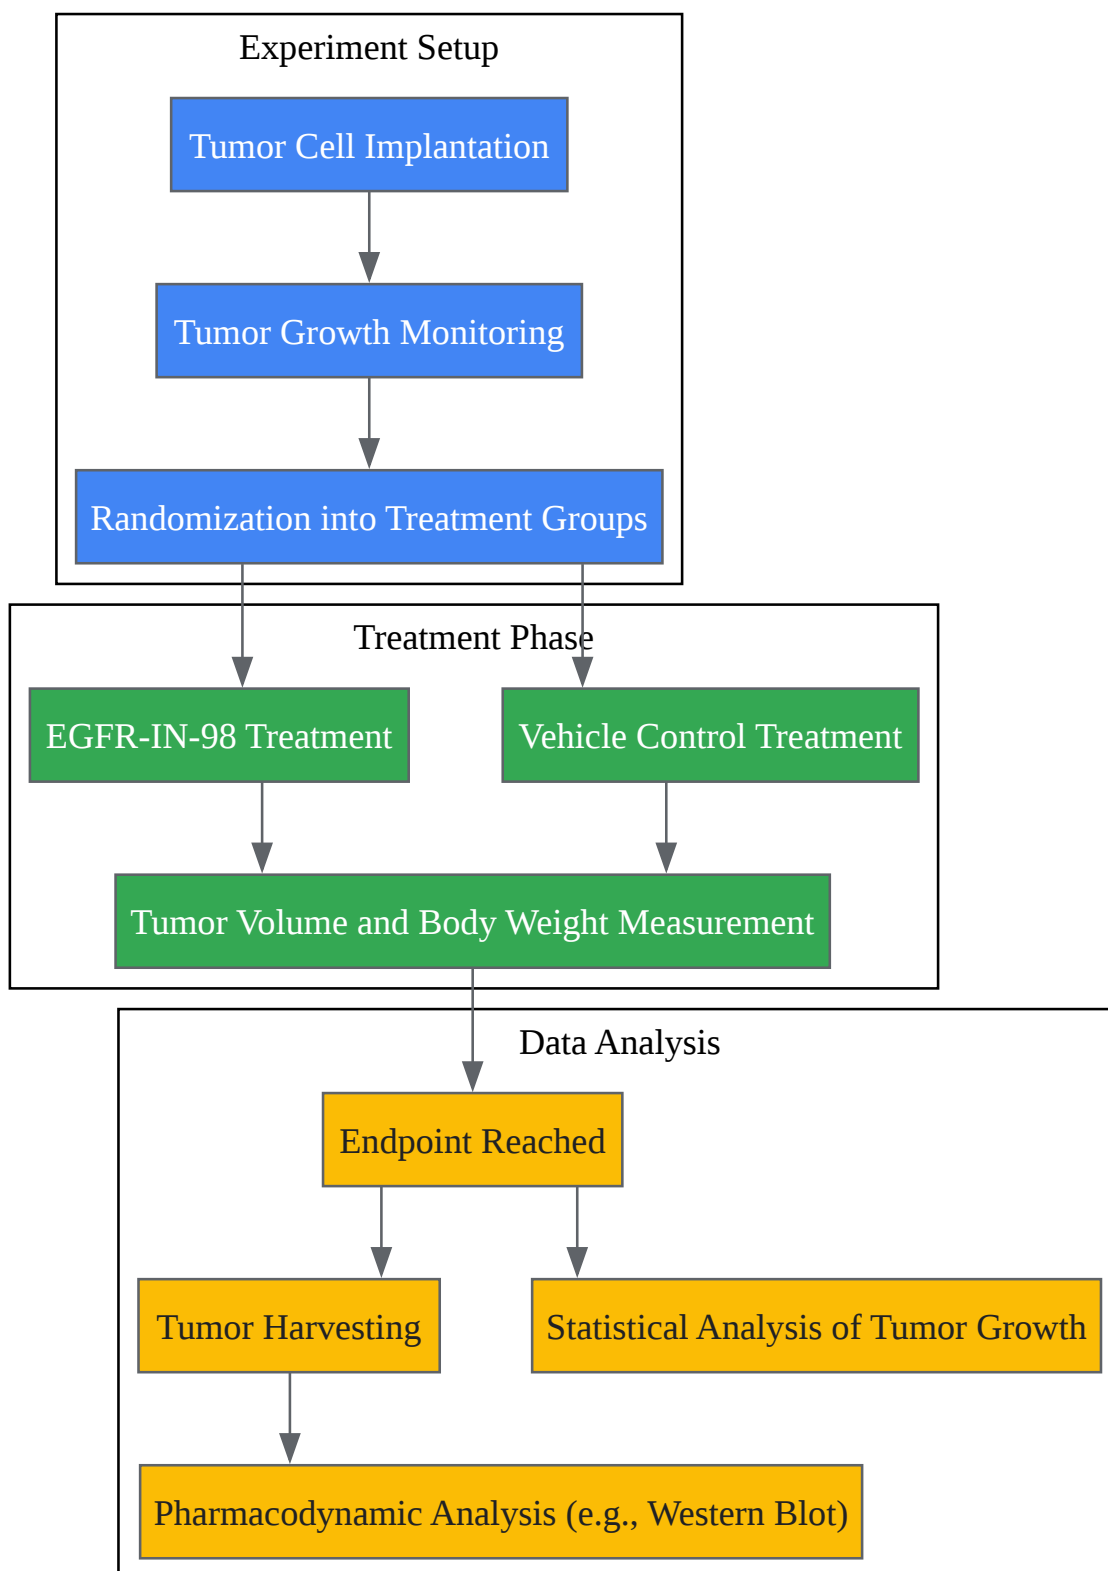 Experiment Setup
Tumor Cell Implantation
Tumor Growth Monitoring
Randomization into Treatment Groups
Treatment Phase
EGFR-IN-98 Treatment
Vehicle Control Treatment
Tumor Volume and Body Weight Measurement
Data Analysis
Endpoint Reached
Tumor Harvesting
Statistical Analysis of Tumor Growth
Pharmacodynamic Analysis (e.g., Western Blot)